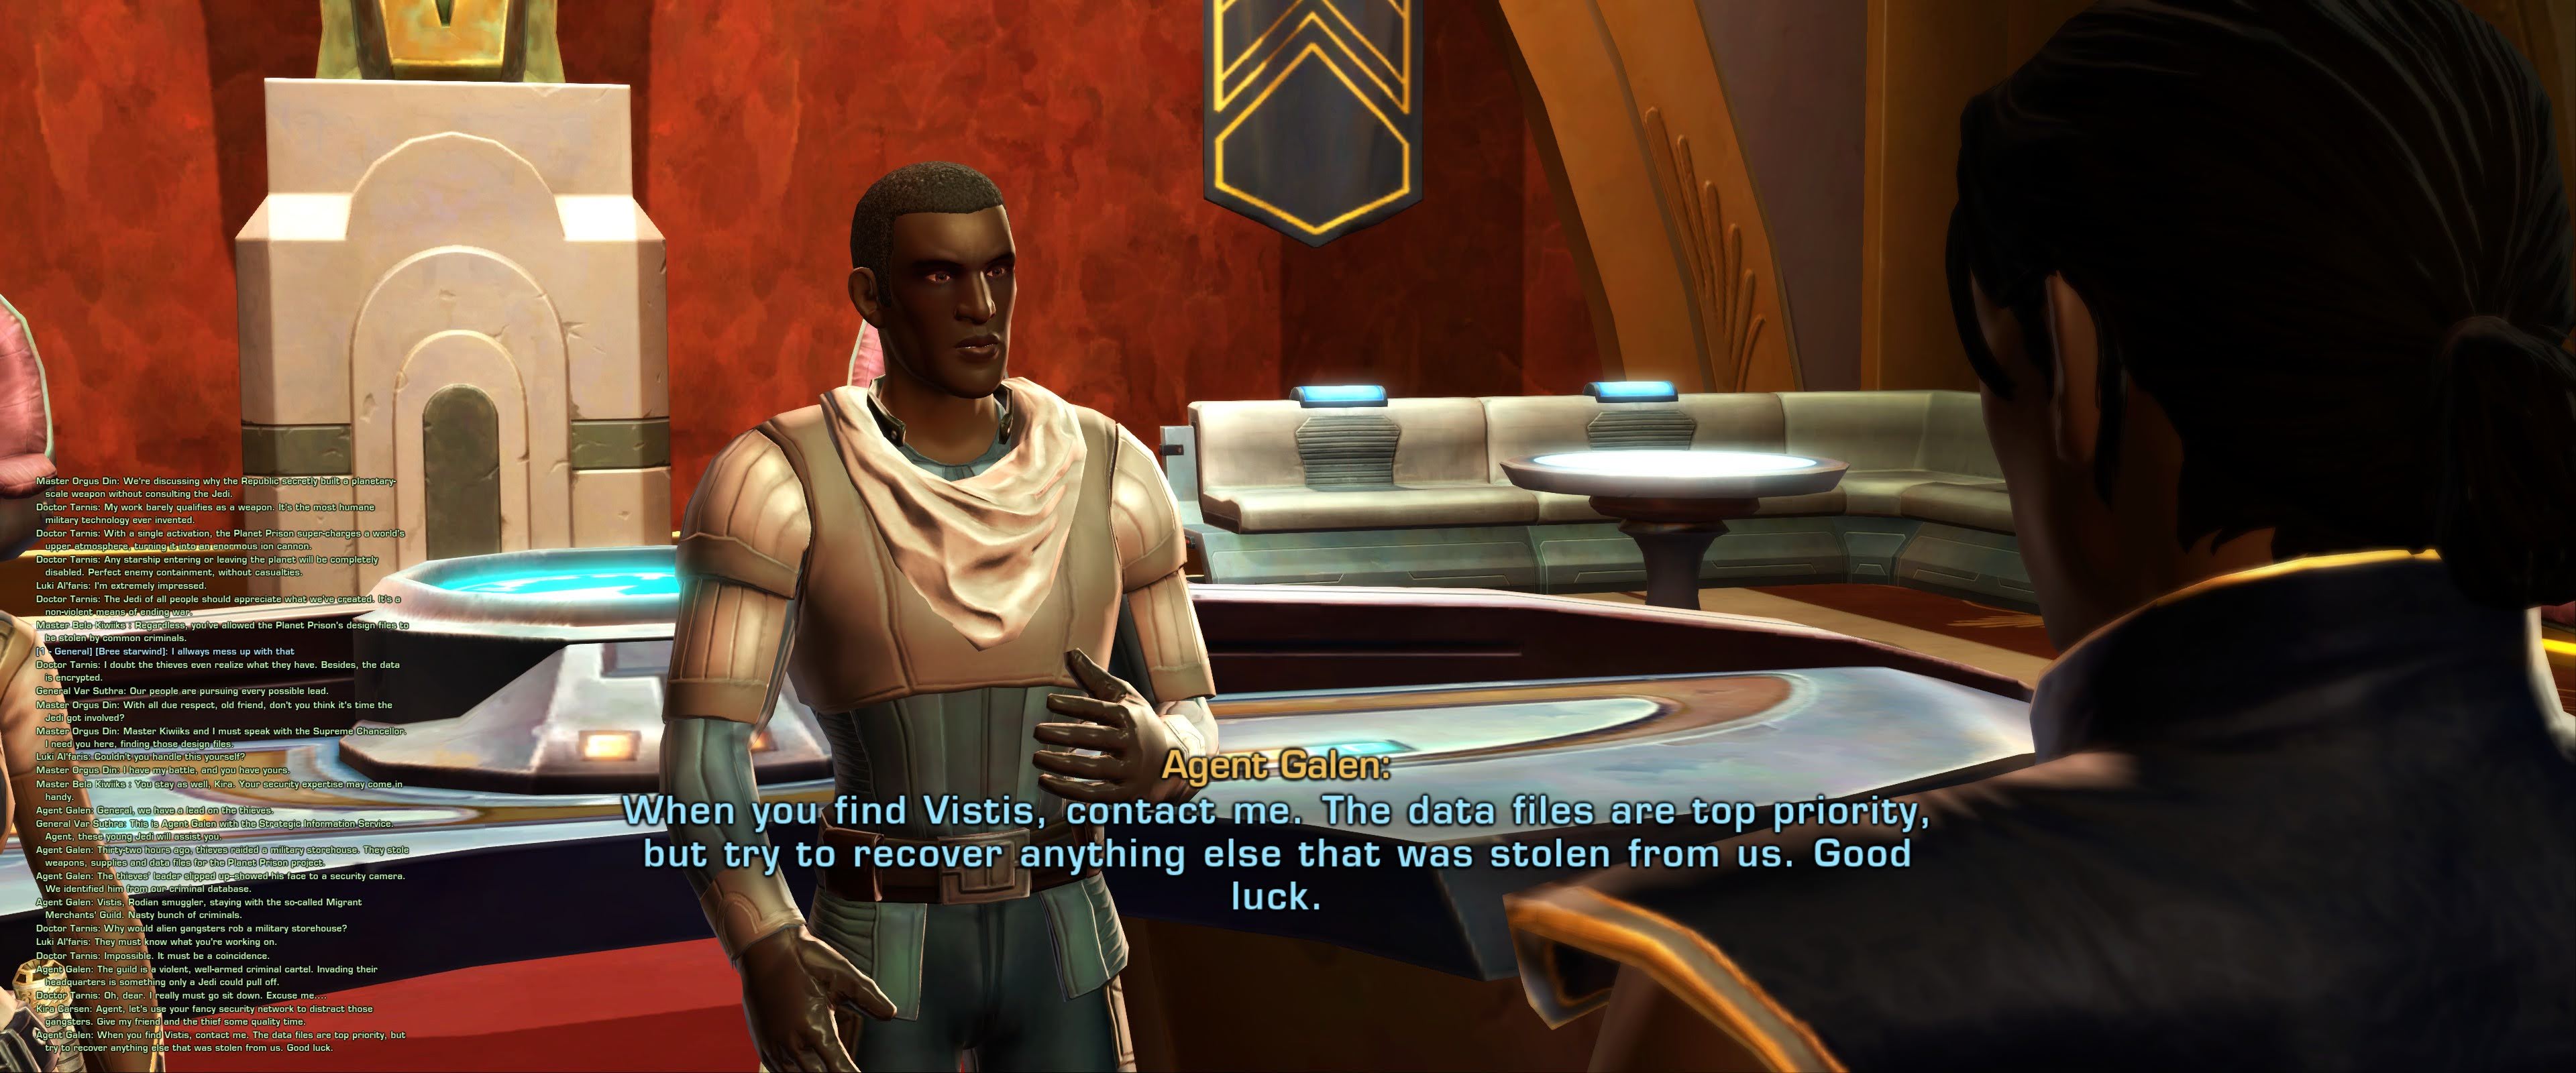 Master Orgus Din: We're discussing why the Republic secretly built a planetary-
scale weapon without consulting the Jedi.
Doctor Tarnis: My work barely qualifies as a weapon. It's the most humane
military technology ever invented.
Doctor Tarnis: With a single activation, the Planet Prison super-charges a world's
upper atmosphere, turning it into an enormous ion cannon.
Doctor Tarnis: Any starship entering or leaving the planet will be completely
disabled. Perfect enemy containment, without casualties.
Luki Al'faris: I'm extremely impressed.
Doctor Tarnis: The Jedi of all people should appreciate what we've created. It's a
non-violent means of ending war.
Master Bela Kiwiiks : Regardless, you've allowed the Planet Prison's design files to
be stolen by common criminals.
[1 - General] [Bree starwind]: I allways mess up with that
Doctor Tarnis: I doubt the thieves even realize what they have. Besides, the data
is encrypted.
General Var Suthra: Our people are pursuing every possible lead.
Master Orgus Din: With all due respect, old friend, don't you think it's time the
Jedi got involved?
Master Orgus Din: Master Kiwiiks and I must speak with the Supreme Chancellor.
I need you here, finding those design files.
Luki Al'faris: Couldn't you handle this yourself?
Master Orgus Din: I have my battle, and you have yours.
Master Bela Kiwiiks : You stay as well, Kira. Your security expertise may come in
handy.
Agent Galen: General, we have a lead on the thieves.
General Var Suthra: This is Agent Galen with the Strategic Information Service.
Agent, these young Jedi will assist you.
Agent Galen: Thirty-two hours ago, thieves raided a military storehouse. They stole
weapons, supplies and data files for the Planet Prison project.
Agent Galen: The thieves' leader slipped up-showed his face to a security camera.
We identified him from our criminal database.
Agent Galen: Vistis, Rodian smuggler, staying with the so-called Migrant
Merchants' Guild. Nasty bunch of criminals.
Doctor Tarnis: Why would alien gangsters rob a military storehouse?
Luki Al'faris: They must know what you're working on.
Doctor Tarnis: Impossible. It must be a coincidence.
Agent Galen: The guild is a violent, well-armed criminal cartel. Invading their
headquarters is something only a Jedi could pull off.
Doctor Tarnis: Oh, dear. I really must go sit down. Excuse me....
Kira Carsen: Agent, let's use your fancy security network to distract those
gangsters. Give my friend and the thief some quality time.
Agent Galen: When you find Vistis, contact me. The data files are top priority, but
try to recover anything else that was stolen from us. Good luck.
Agent Galen:
When you find Vistis, contact me. The data files are top priority,
but try to recover anything else that was stolen from us. Good
luck.